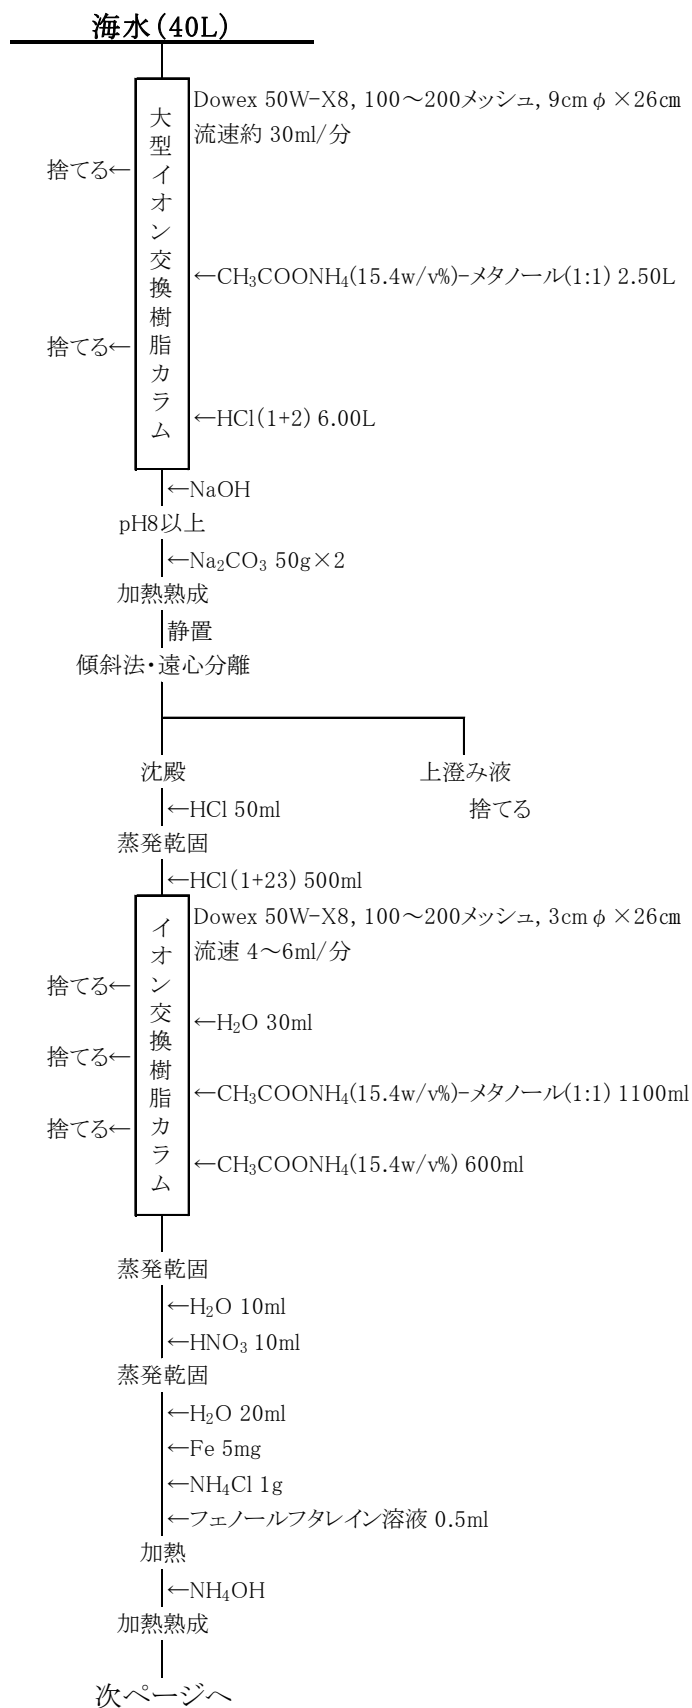 海水(40L)
Dowex 50W-X8, 100～200メッシュ, 9cmφ×26cm
流速約 30ml/分
大型イオン交換樹脂カラム
捨てる←
←CH₃COONH₄(15.4w/v%)-メタノール(1:1) 2.50L
捨てる←
←HCl(1+2) 6.00L
←NaOH
pH8以上
←Na₂CO₃ 50g×2
加熱熟成
静置
傾斜法・遠心分離
沈殿 上澄み液
←HCl 50ml 捨てる
蒸発乾固
←HCl(1+23) 500ml
Dowex 50W-X8, 100～200メッシュ, 3cmφ×26cm
流速 4～6ml/分
イオン交換樹脂カラム
捨てる←
←H₂O 30ml
捨てる←
←CH₃COONH₄(15.4w/v%)-メタノール(1:1) 1100ml
捨てる←
←CH₃COONH₄(15.4w/v%) 600ml
蒸発乾固
←H₂O 10ml
←HNO₃ 10ml
蒸発乾固
←H₂O 20ml
←Fe 5mg
←NH₄Cl 1g
←フェノールフタレイン溶液 0.5ml
加熱
←NH₄OH
加熱熟成
次ページへ